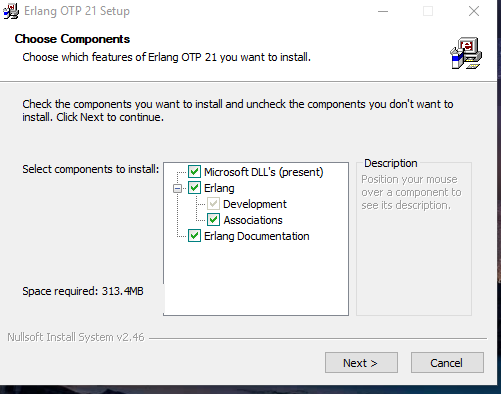 Erlang OTP 21 Setup
Choose Components
Choose which features of Erlang OTP 21 you want to install.
Check the components you want to install and uncheck the components you don't want to
install. Click Next to continue.
Select components to install:
Microsoft DLL's (present)
Erlang
Development
Associations
Erlang Documentation
Description
Position your mouse
over a component to
see its description.
Space required: 313.4MB
Nullsoft Install System v2.46
Next >
Cancel